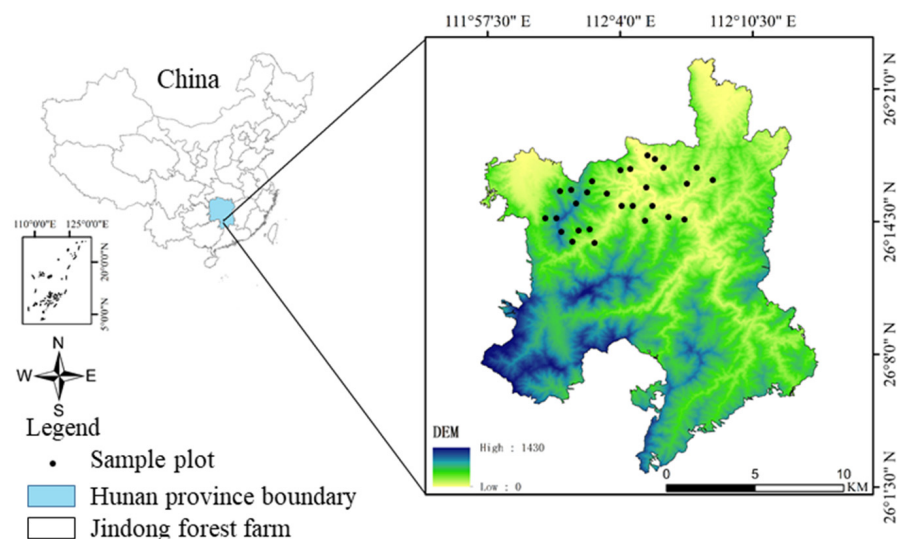 111°57'30" E
112°4'0" E
112°10'30" E
China
26°21'0" N
26°14'30" N
26°8'0" N
26°1'30" N
110°0'0"E
125°0'0"E
20°0'0"N
5°0'0"N
N
W
E
S
Legend
Sample plot
Hunan province boundary
Jindong forest farm
DEM
High : 1430
Low : 0
0
5
10
KM